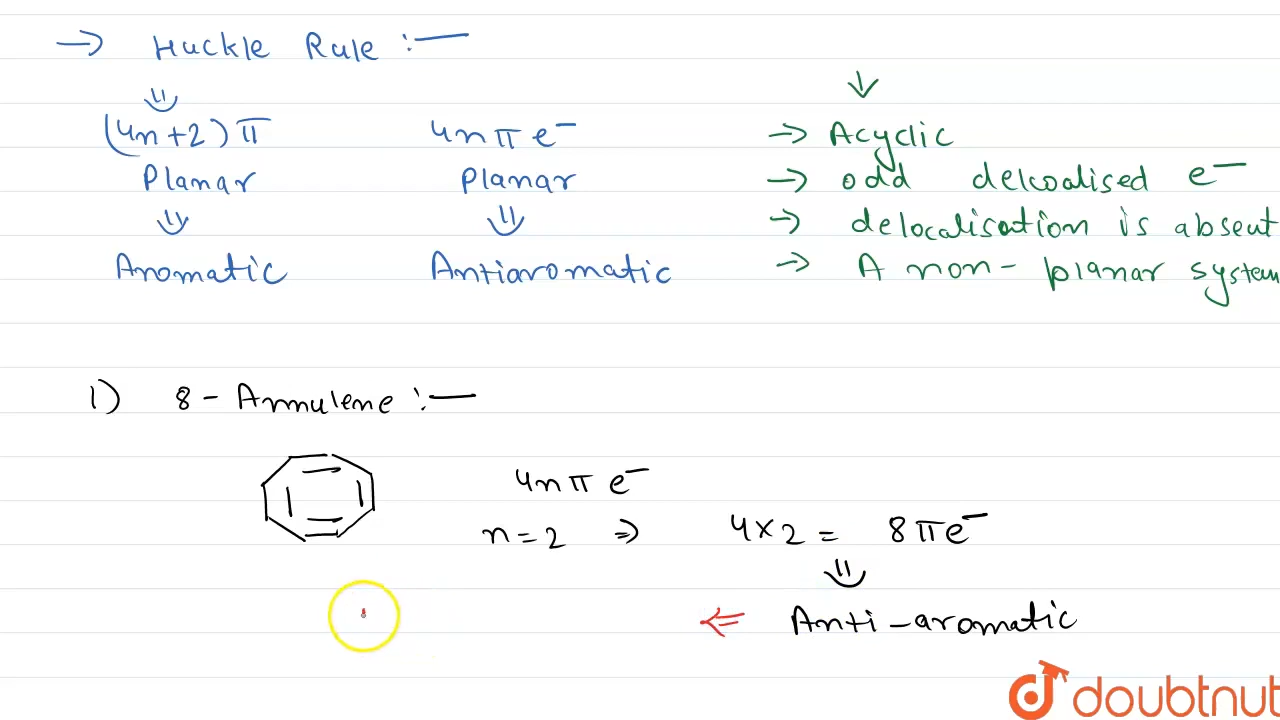 → Huckle Rule :—
(4n+2) π
Planar
Aromatic
4n π e⁻
Planar
Antiaromatic
→ Acyclic
→ odd delcoalised e⁻
→ delocalisation is absent
→ A non - planar system
1) 8 - Annulene :—
4n π e⁻
n = 2 ⇒ 4 × 2 = 8 π e⁻
⇐ Anti - aromatic
doubtnut